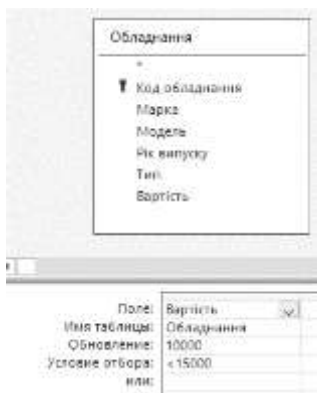 Обладнання
*
Код обладнання
Марка
Модель
Рік випуску
Тип
Вартість
Поле: Вартість
Имя таблицы: Обладнання
Обновление: 10000
Условие отбора: <15000
или: